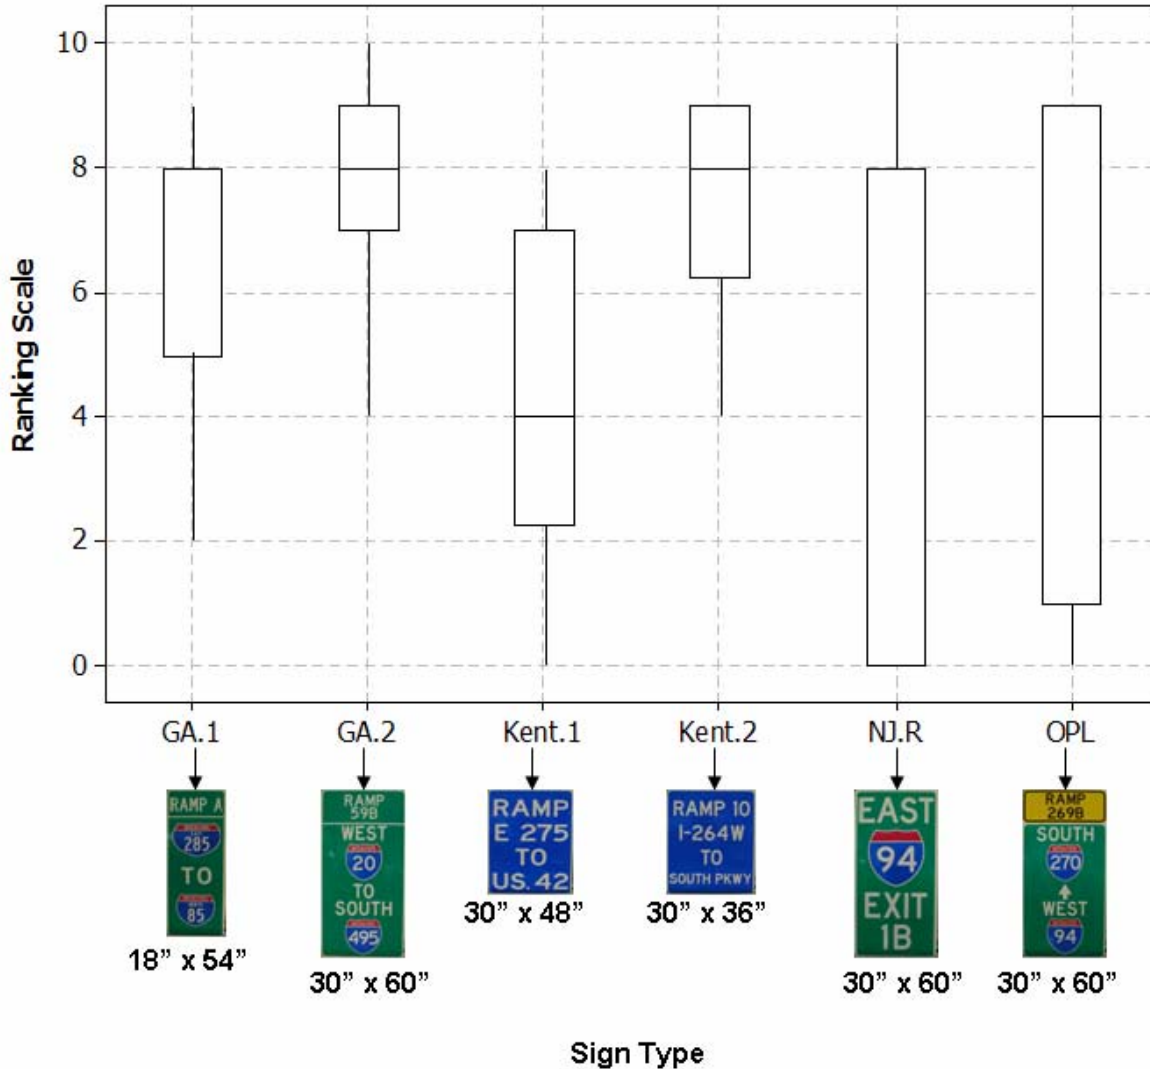 10
8
6
4
2
0
Ranking Scale
GA.1
GA.2
Kent.1
Kent.2
NJ.R
OPL
RAMP A
285
TO
85
18” x 54”
RAMP
59B
WEST
20
TO
SOUTH
495
30” x 60”
RAMP
E 275
TO
US.42
30” x 48”
RAMP 10
I-264W
TO
SOUTH PKWY
30” x 36”
EAST
94
EXIT
1B
30” x 60”
RAMP
269B
SOUTH
270
WEST
94
30” x 60”
Sign Type